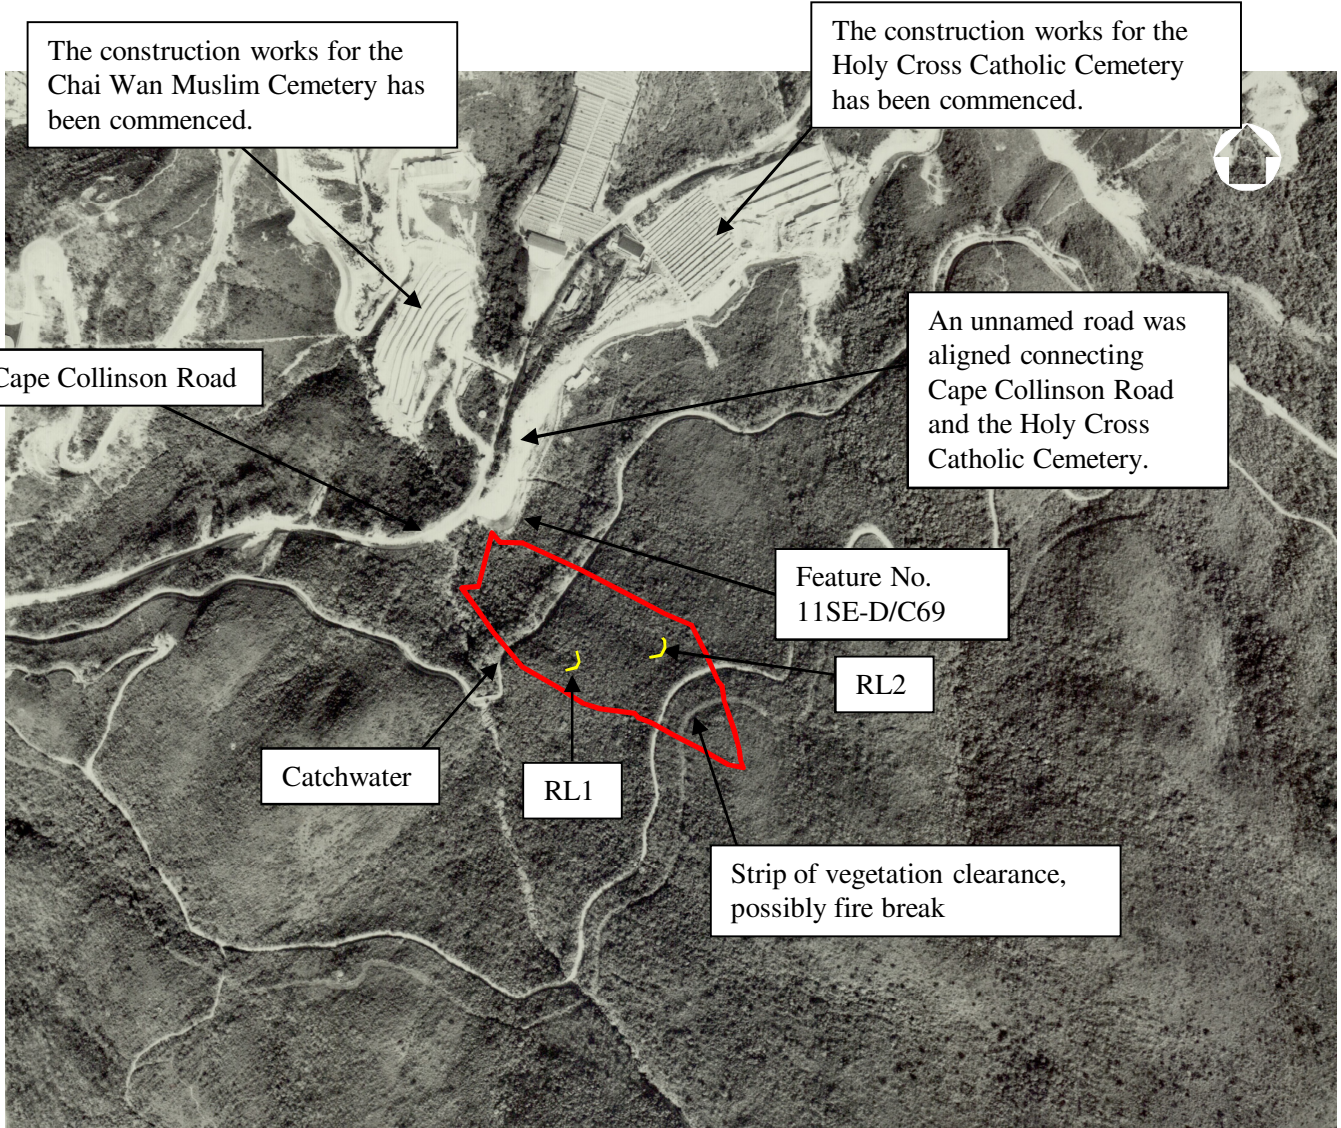 The construction works for the
Chai Wan Muslim Cemetery has
been commenced.
The construction works for the
Holy Cross Catholic Cemetery
has been commenced.
An unnamed road was
aligned connecting
Cape Collinson Road
and the Holy Cross
Catholic Cemetery.
Cape Collinson Road
Feature No.
11SE-D/C69
RL2
Catchwater
RL1
Strip of vegetation clearance,
possibly fire break